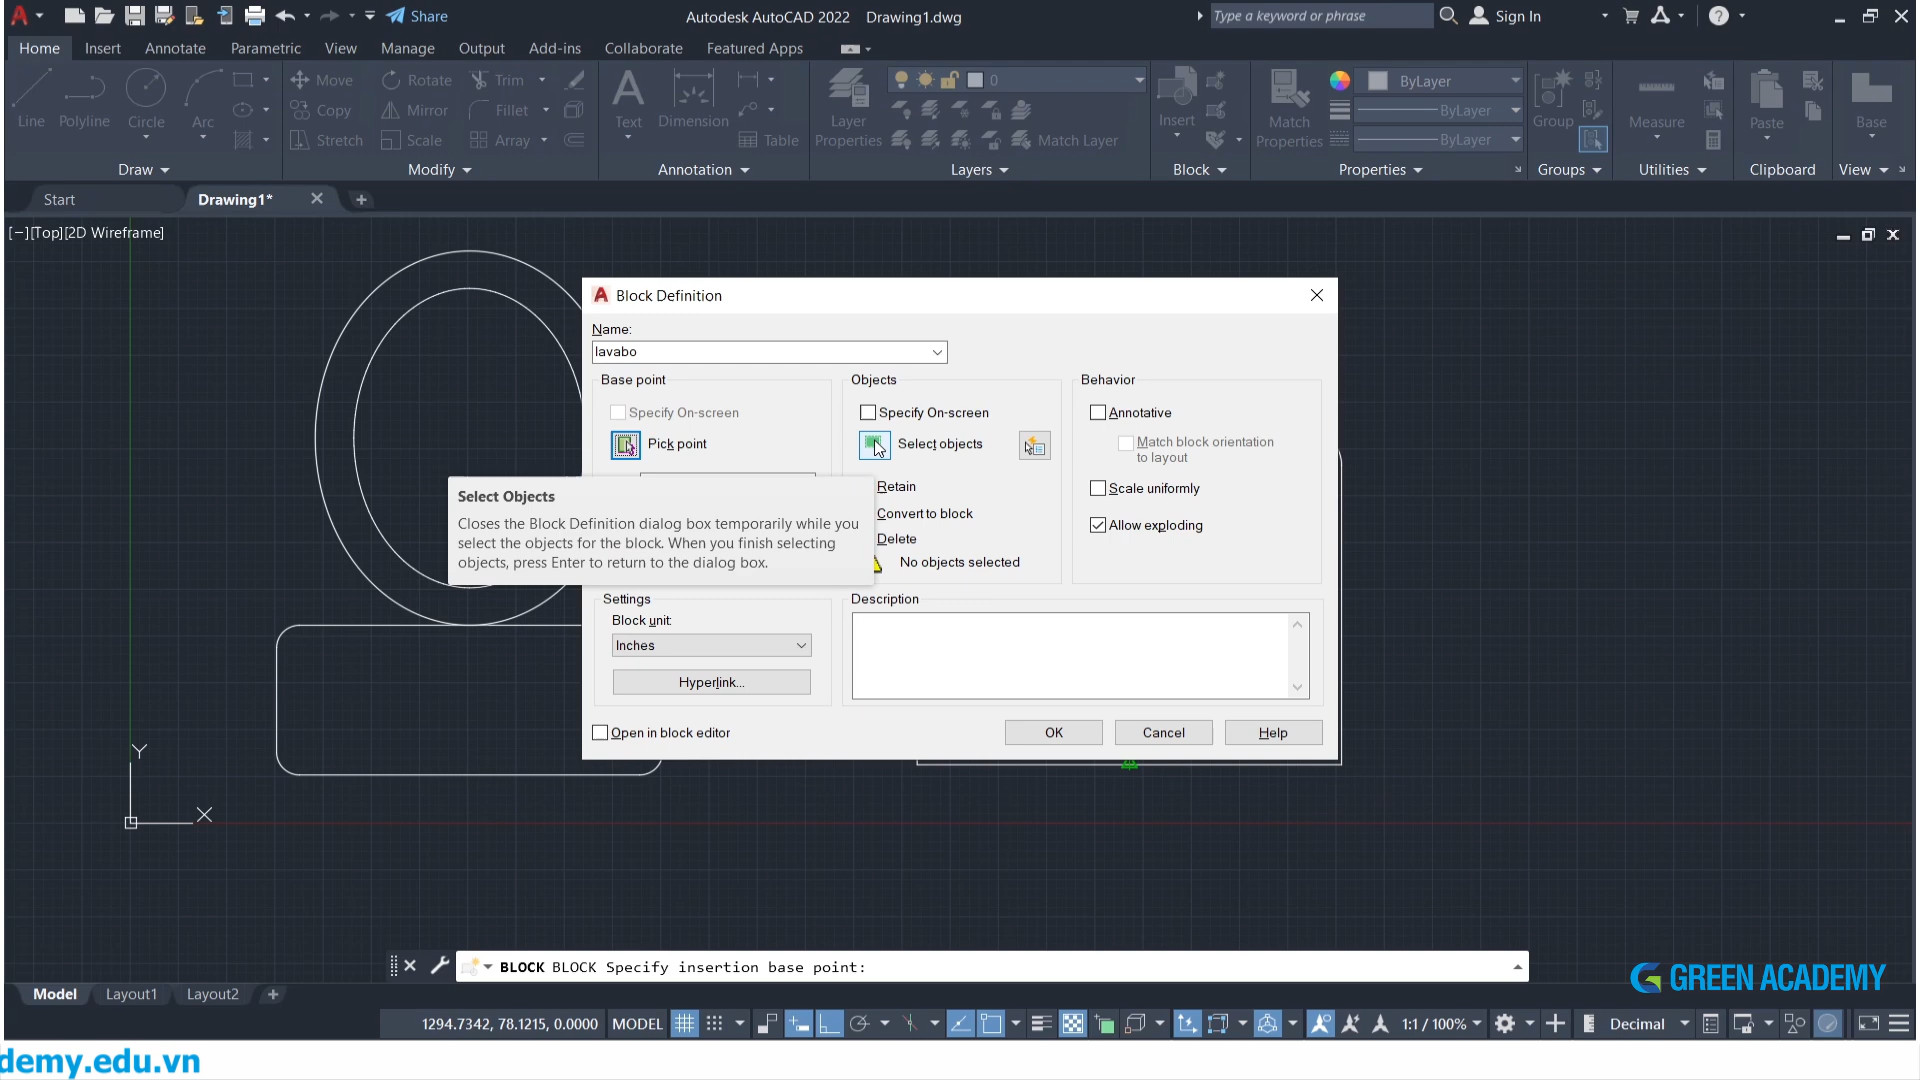 Share
Autodesk AutoCAD 2022 Drawing1.dwg
Type a keyword or phrase
Sign In
Home Insert Annotate Parametric View Manage Output Add-ins Collaborate Featured Apps
Line Polyline Circle Arc
Move Rotate Trim
Copy Mirror Fillet
Stretch Scale Array
Text Dimension Table
Layer Properties
0
Match Layer
Insert
Match Properties
ByLayer
ByLayer
ByLayer
Group
Measure
Paste
Base
Draw Modify Annotation Layers Block Properties Groups Utilities Clipboard View
Start Drawing1*
[−][Top][2D Wireframe]
Block Definition
Name:
lavabo
Base point
Specify On-screen
Pick point
Objects
Specify On-screen
Select objects
Retain
Convert to block
Delete
No objects selected
Behavior
Annotative
Match block orientation
to layout
Scale uniformly
Allow exploding
Select Objects
Closes the Block Definition dialog box temporarily while you
select the objects for the block. When you finish selecting
objects, press Enter to return to the dialog box.
Settings
Block unit:
Inches
Hyperlink...
Description
Open in block editor
OK Cancel Help
Y
X
BLOCK BLOCK Specify insertion base point:
GREEN ACADEMY
Model Layout1 Layout2
1294.7342, 78.1215, 0.0000 MODEL 1:1 / 100% Decimal
demy.edu.vn